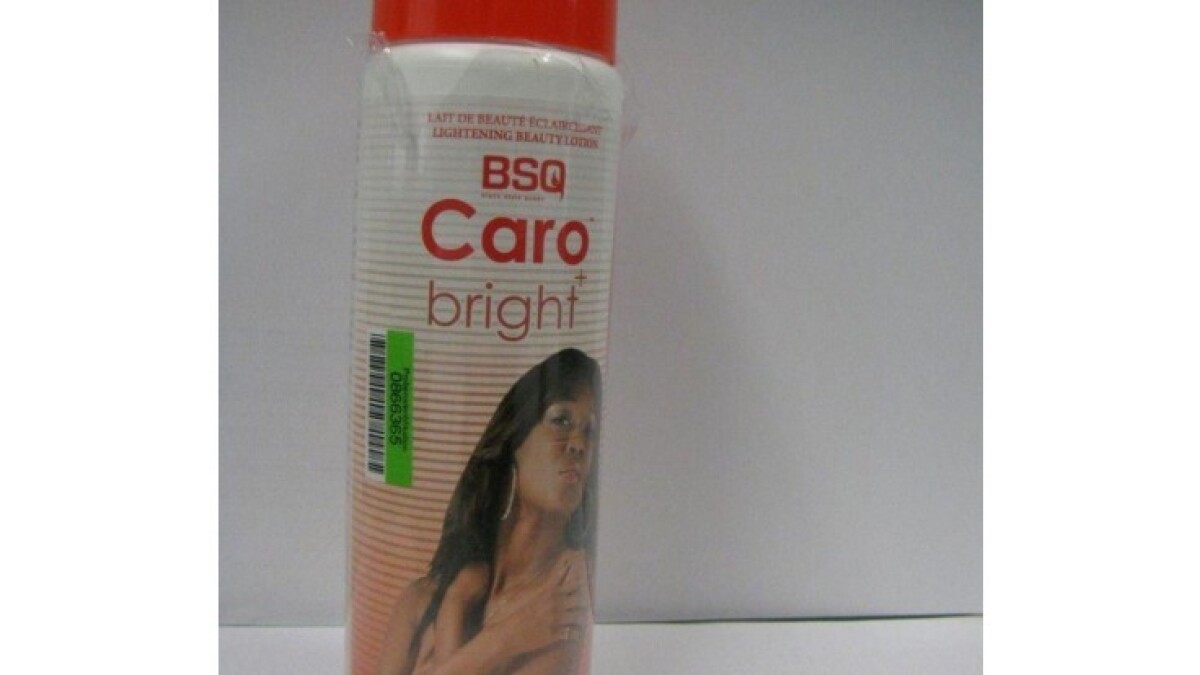 LAIT DE BEAUTÉ ÉCLAIRCISSANT
LIGHTENING BEAUTY LOTION
BSQ
Caro
bright+
0866365